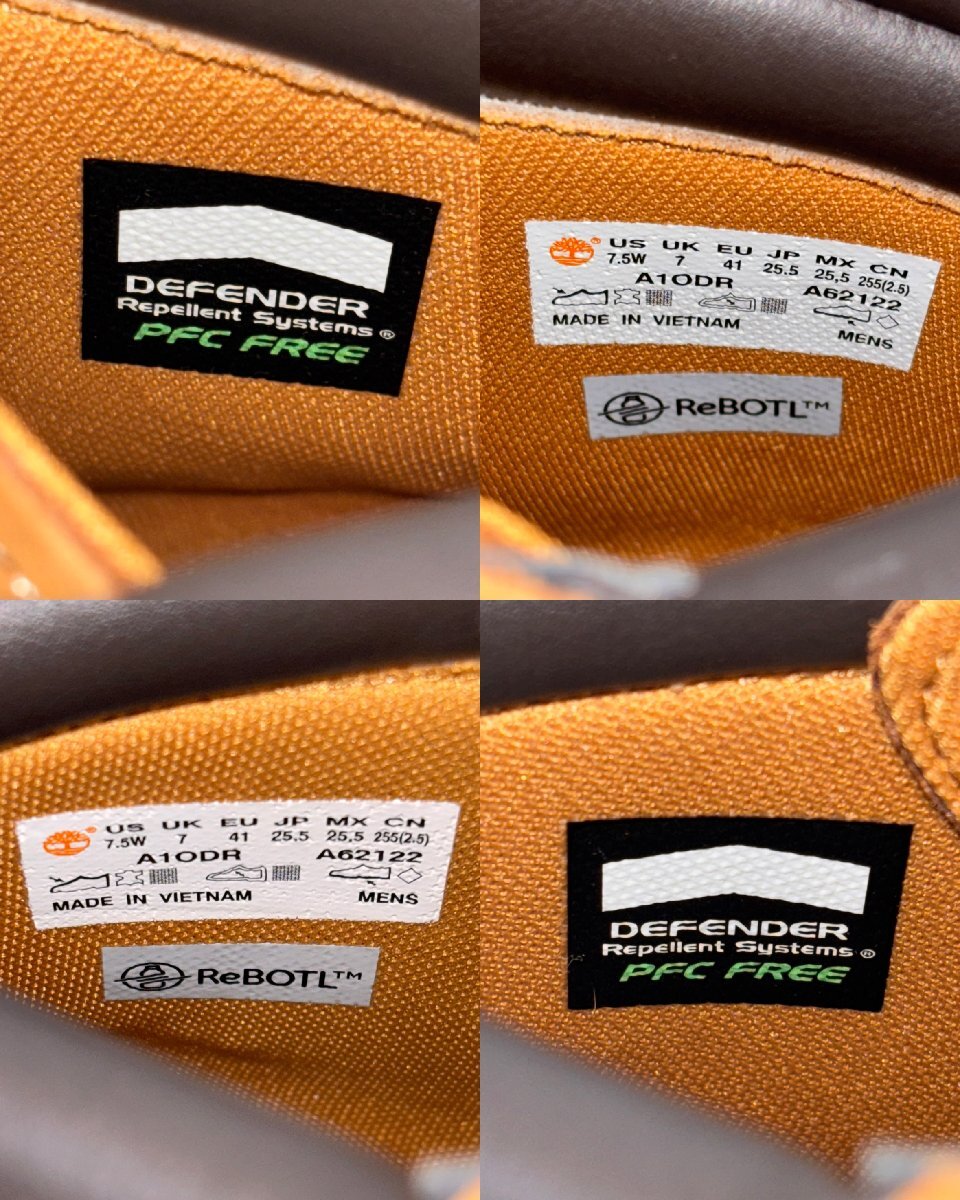 DEFENDER
Repellent Systems®
PFC FREE
US UK EU JP MX CN
7.5W 7 41 25.5 25,5 255(2.5)
A1ODR A62122
MADE IN VIETNAM MENS
ReBOTL™
US UK EU JP MX CN
7.5W 7 41 25.5 25,5 255(2.5)
A1ODR A62122
MADE IN VIETNAM MENS
ReBOTL™
DEFENDER
Repellent Systems®
PFC FREE